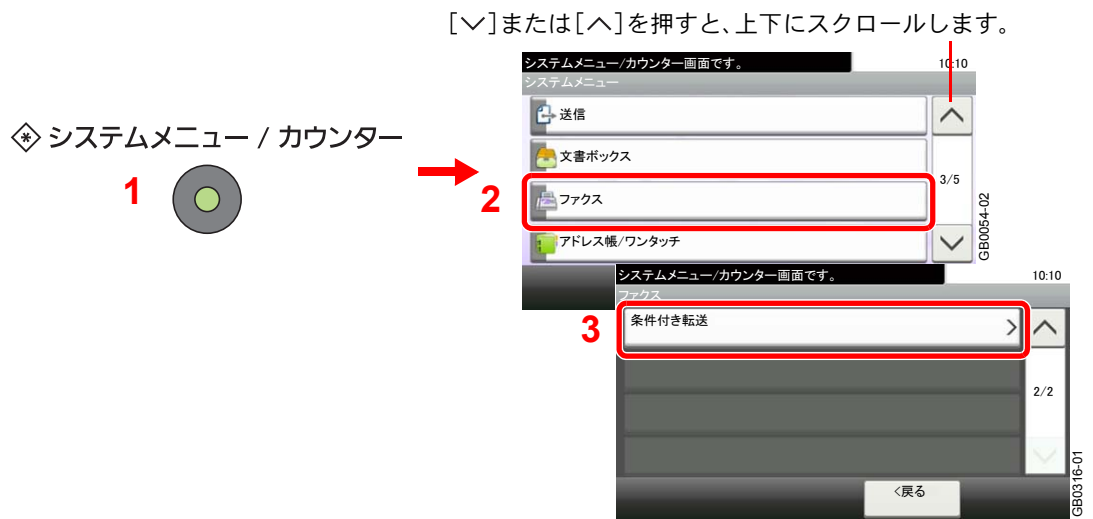 [∨]または[∧]を押すと、上下にスクロールします。
システムメニュー / カウンター
1
2
システムメニュー/カウンター画面です。
10:10
システムメニュー
送信
文書ボックス
ファクス
アドレス帳/ワンタッチ
3/5
GB0054-02
3
システムメニュー/カウンター画面です。
10:10
ファクス
条件付き転送
2/2
<戻る
GB0316-01